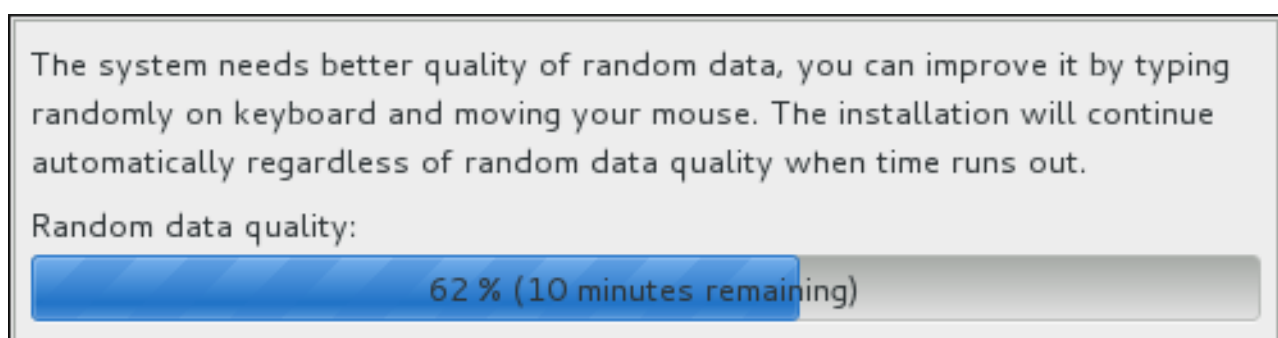 The system needs better quality of random data, you can improve it by typing
randomly on keyboard and moving your mouse. The installation will continue
automatically regardless of random data quality when time runs out.
Random data quality:
62 % (10 minutes remaining)